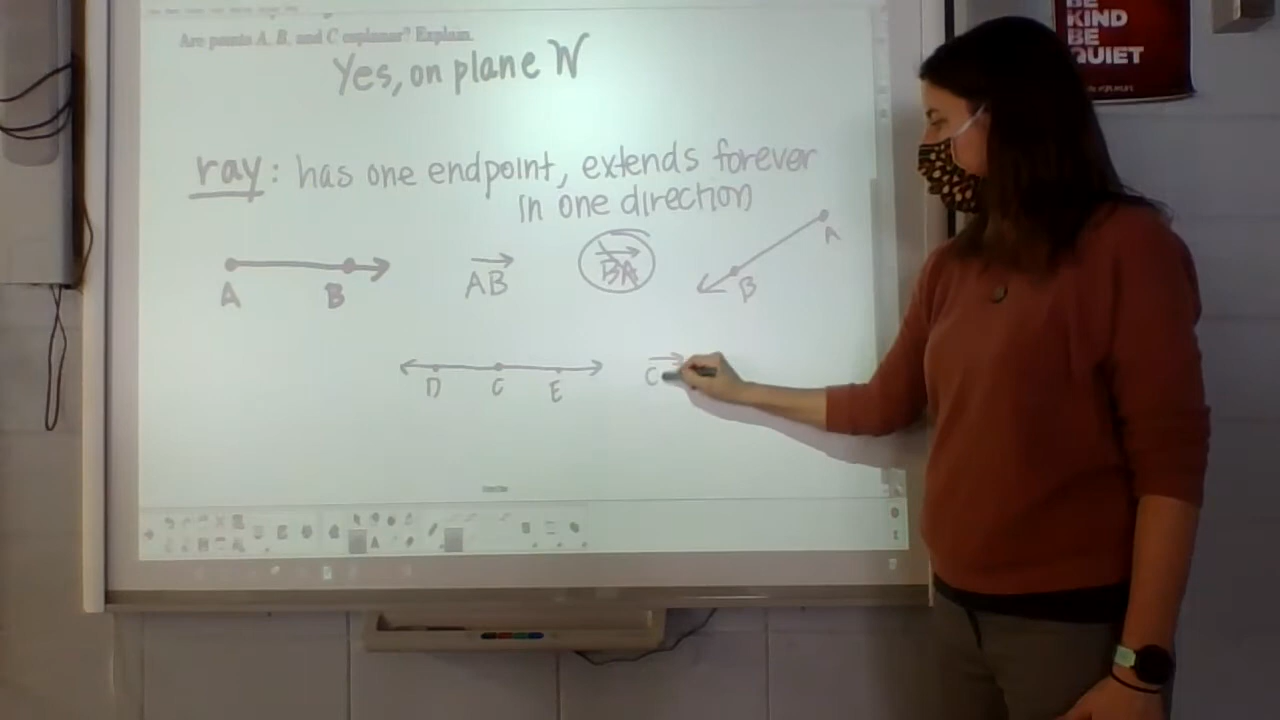 Are points A, B, and C coplanar? Explain.
Yes, on plane W
ray: has one endpoint, extends forever
in one direction
A B
AB
BA
A
B
D C E
C
BE
KIND
BE
QUIET